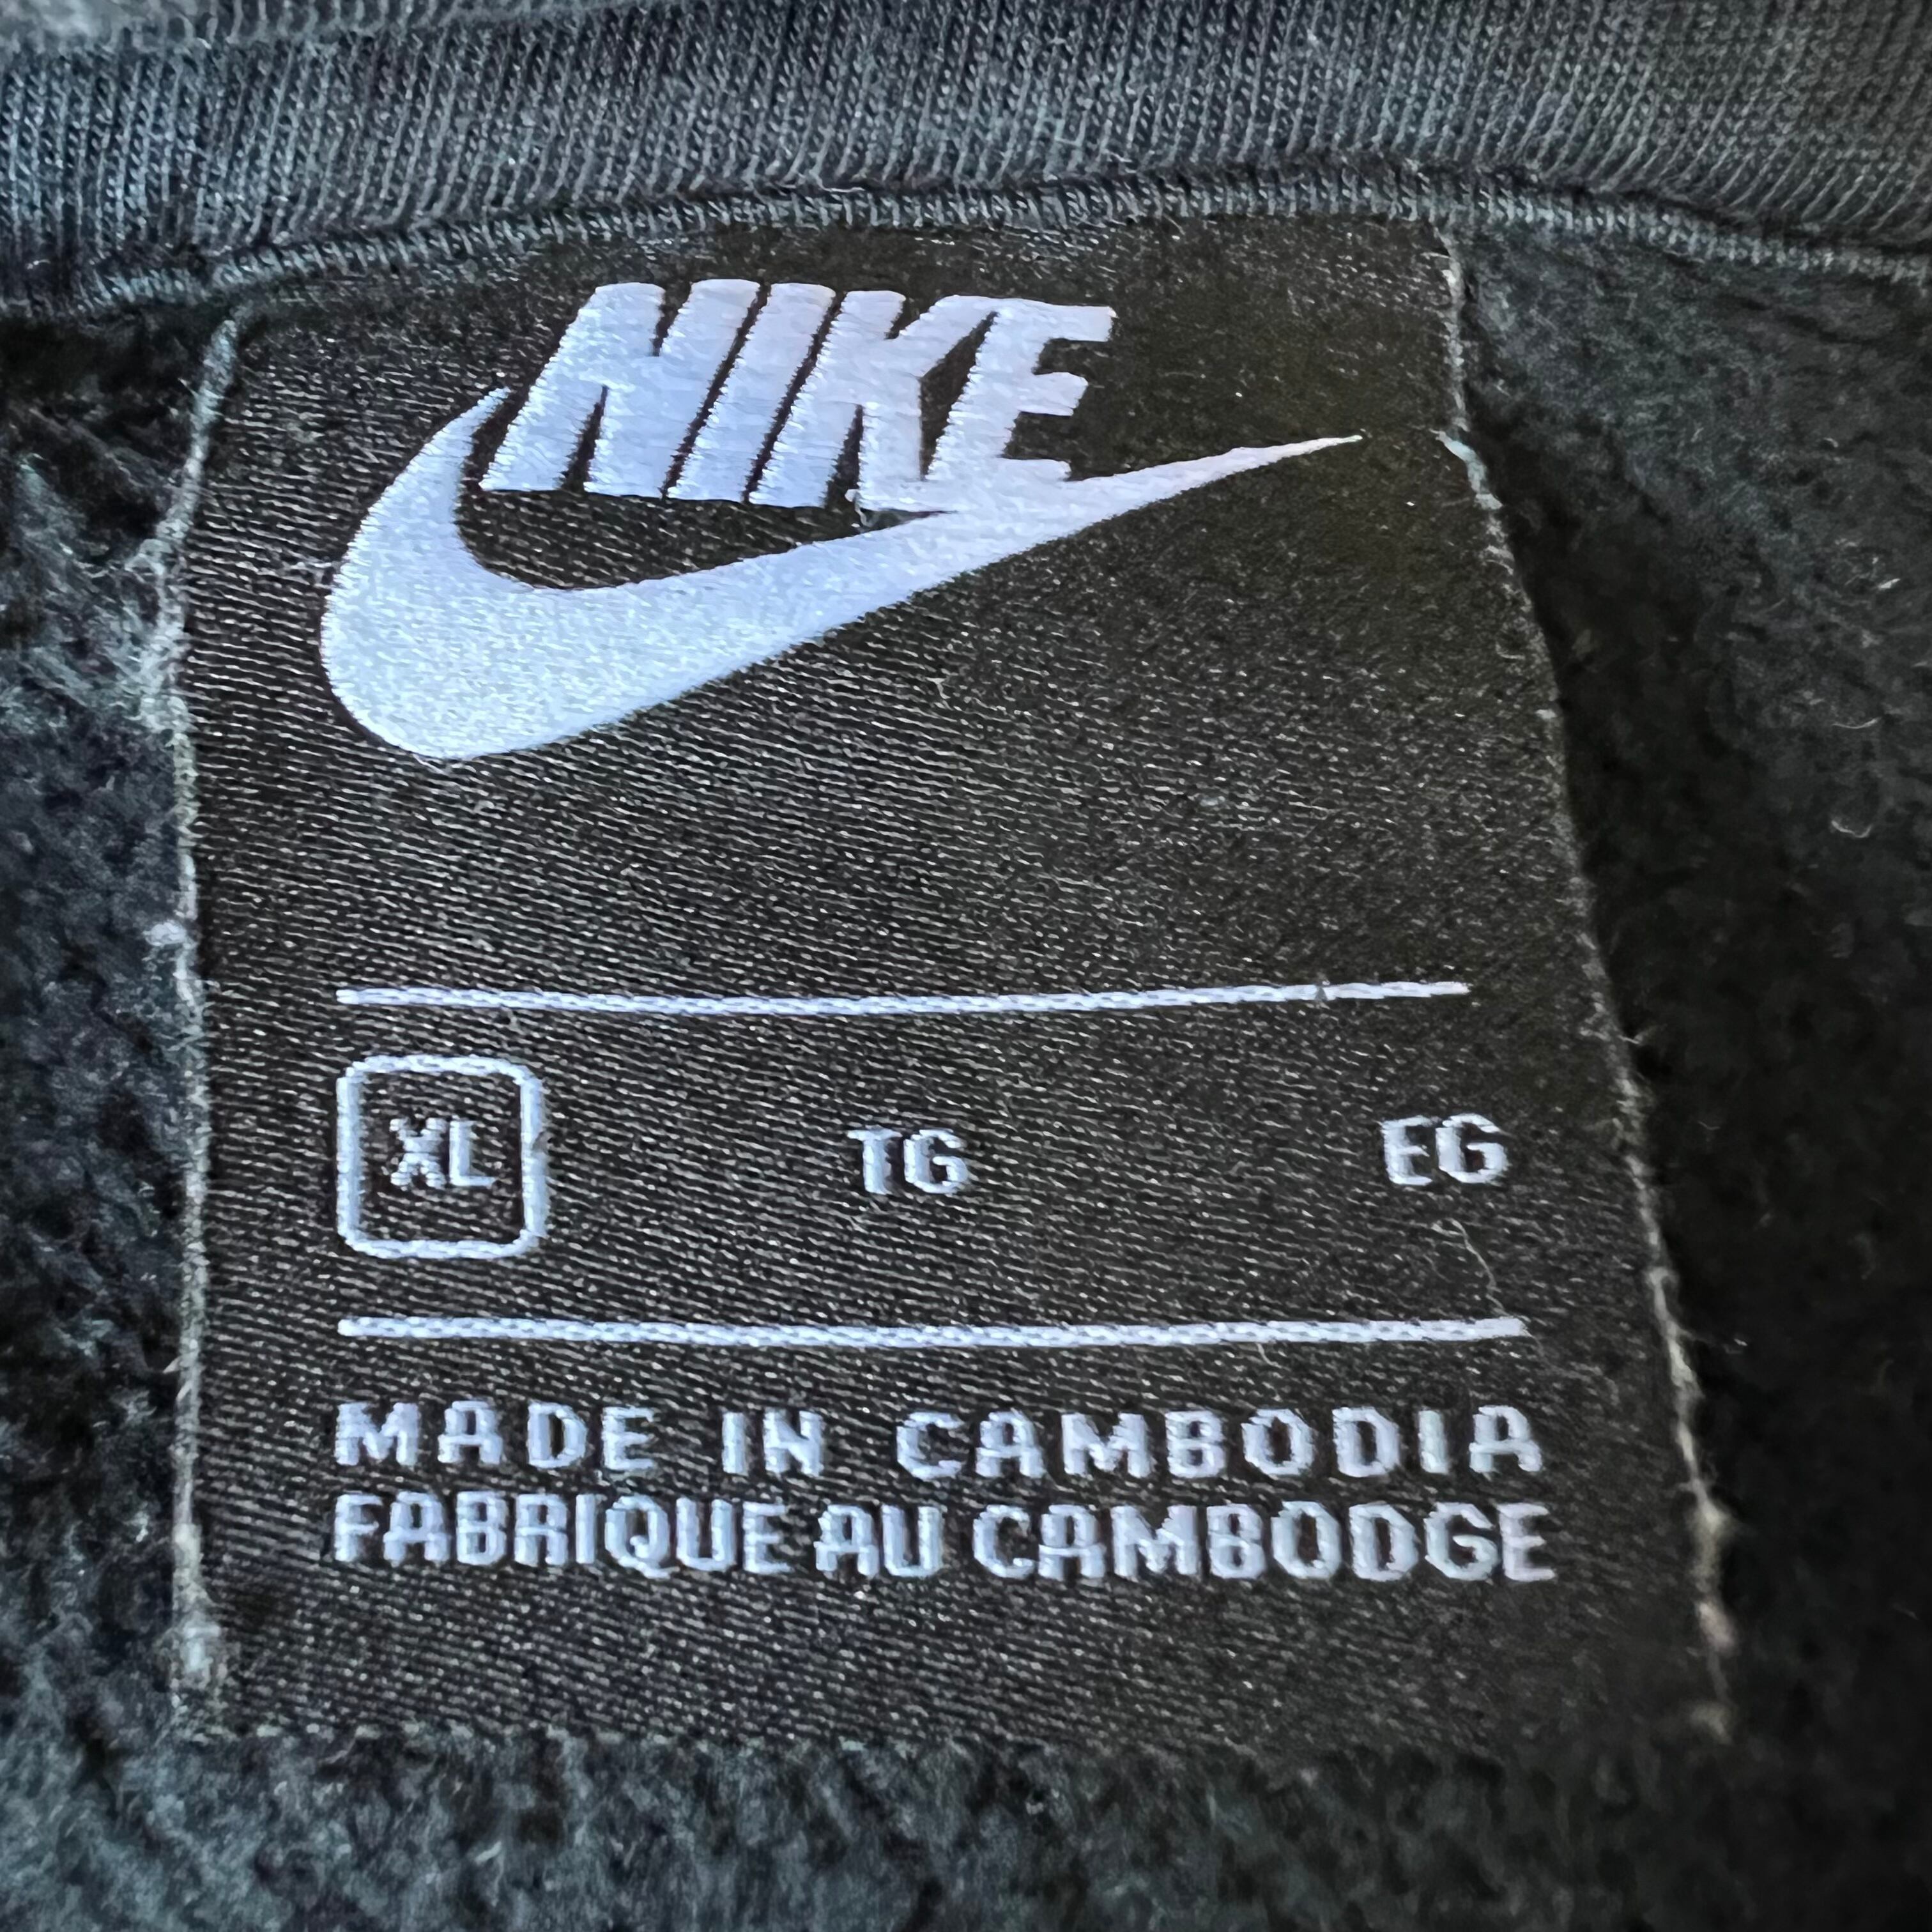 NIKE
XL TG EG
MADE IN CAMBODIA
FABRIQUE AU CAMBODGE